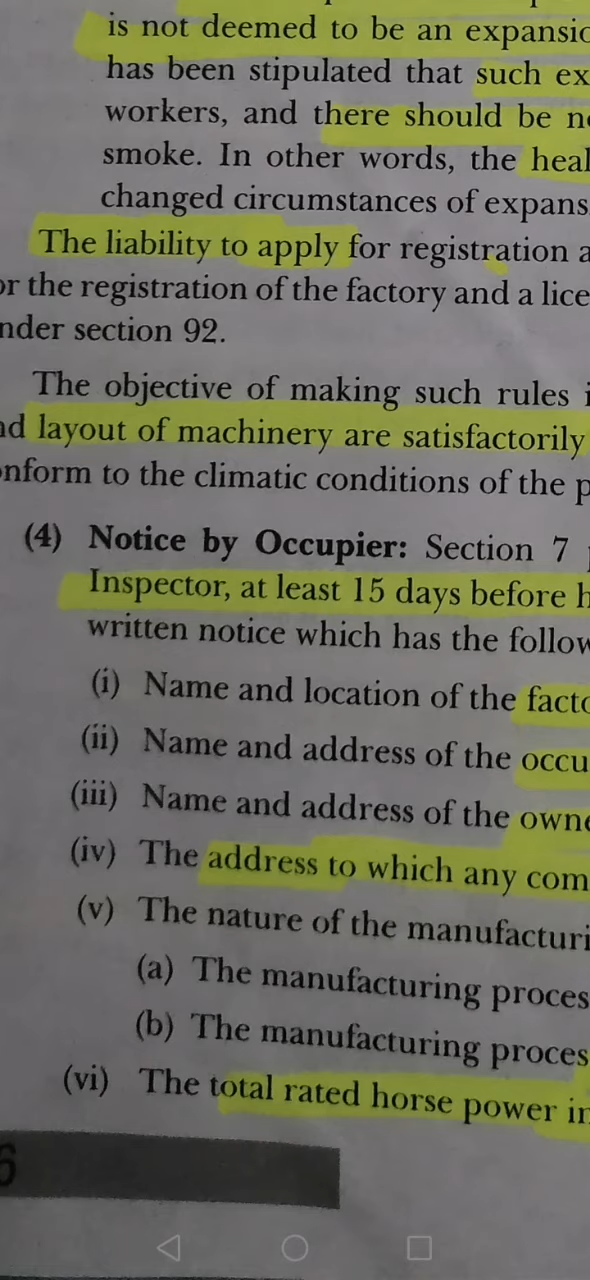 is not deemed to be an expansio
has been stipulated that such ex
workers, and there should be n
smoke. In other words, the heal
changed circumstances of expans
The liability to apply for registration a
or the registration of the factory and a lice
nder section 92.
The objective of making such rules i
nd layout of machinery are satisfactorily
onform to the climatic conditions of the p
(4) Notice by Occupier: Section 7
Inspector, at least 15 days before h
written notice which has the follow
(i) Name and location of the facto
(ii) Name and address of the occu
(iii) Name and address of the owne
(iv) The address to which any com
(v) The nature of the manufacturi
(a) The manufacturing proces
(b) The manufacturing proces
(vi) The total rated horse power in
6